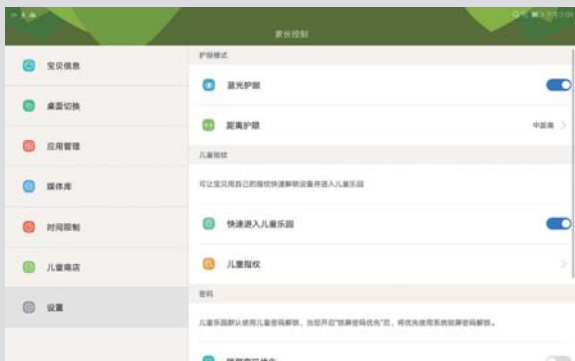 家长控制
宝贝信息
桌面切换
应用管理
媒体库
时间限制
儿童商店
设置
护眼模式
蓝光护眼
距离护眼
中距离
儿童指纹
可让宝贝用自己的指纹快速解锁设备并进入儿童乐园
快速进入儿童乐园
儿童指纹
密码
儿童乐园默认使用儿童密码解锁，当您开启“锁屏密码优先”后，将优先使用系统锁屏密码解锁。